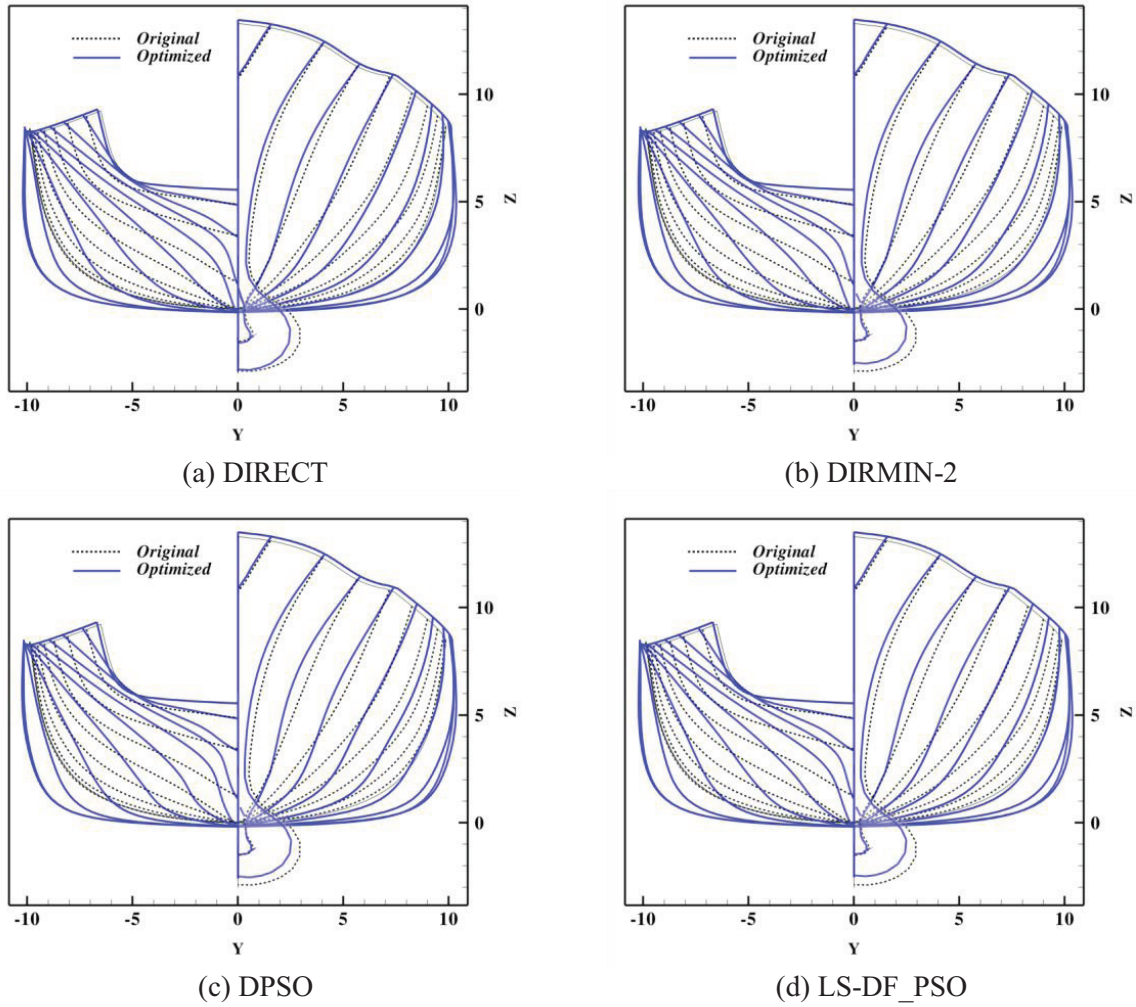 Original
Optimized
10
5
0
Z
-10 -5 0 5 10
Y
(a) DIRECT
Original
Optimized
10
5
0
Z
-10 -5 0 5 10
Y
(b) DIRMIN-2
Original
Optimized
10
5
0
Z
-10 -5 0 5 10
Y
(c) DPSO
Original
Optimized
10
5
0
Z
-10 -5 0 5 10
Y
(d) LS-DF_PSO